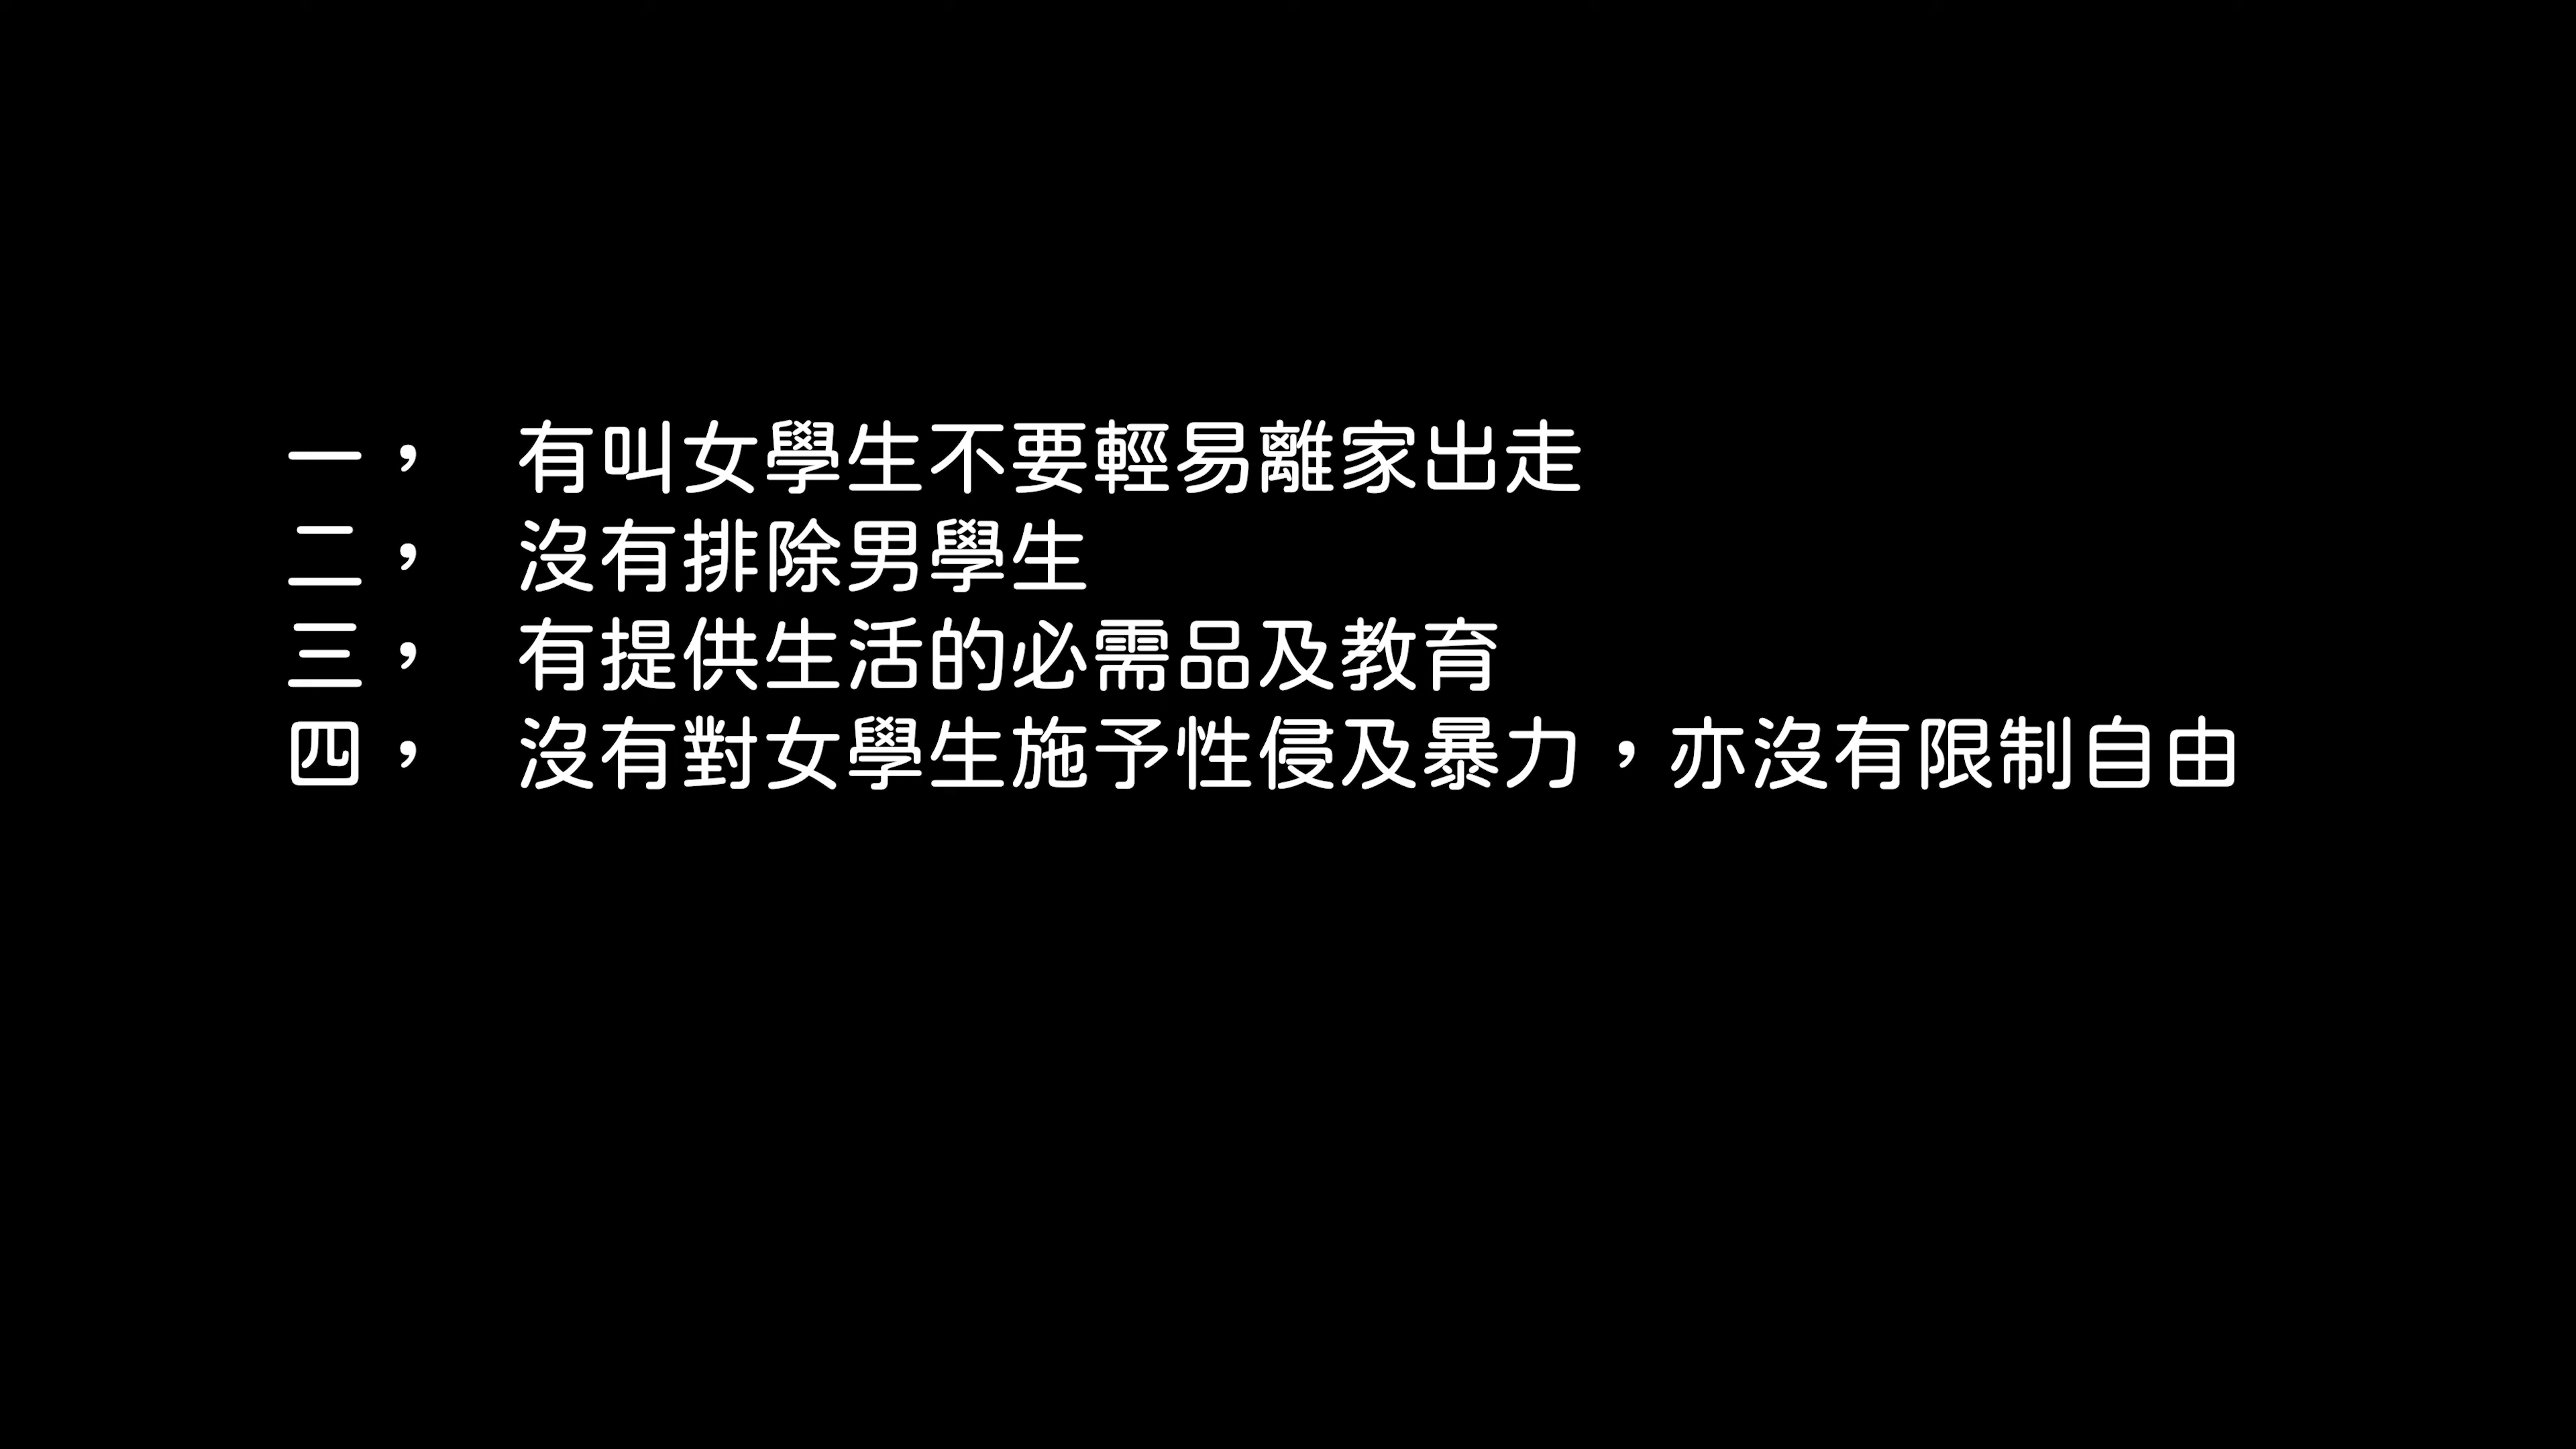 一，　有叫女學生不要輕易離家出走
二，　沒有排除男學生
三，　有提供生活的必需品及教育
四，　沒有對女學生施予性侵及暴力，亦沒有限制自由